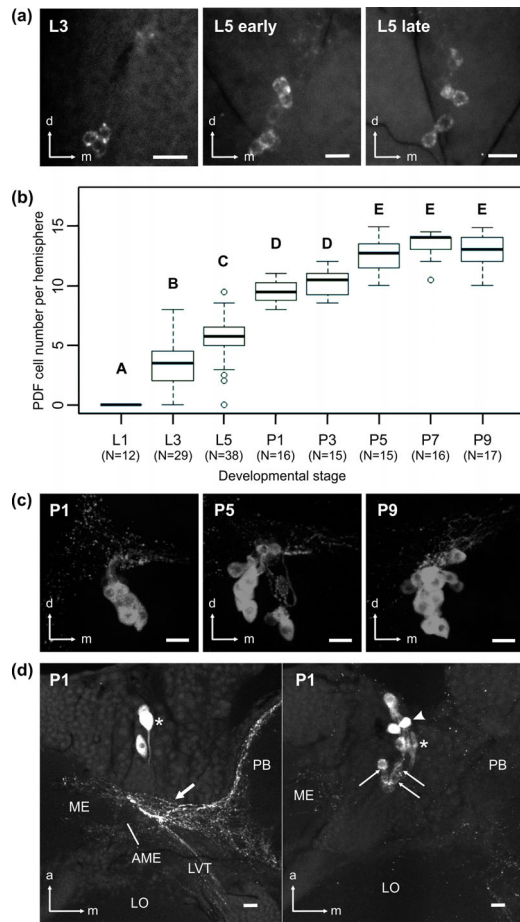 (a)
L3
L5 early
L5 late
d
m
d
m
d
m
(b)
PDF cell number per hemisphere
15
10
5
0
A
B
C
D
D
E
E
E
L1 L3 L5 P1 P3 P5 P7 P9
(N=12) (N=29) (N=38) (N=16) (N=15) (N=15) (N=16) (N=17)
Developmental stage
(c)
P1
P5
P9
d
m
d
m
d
m
(d)
P1
*
PB
ME
AME
LVT
LO
a
m
P1
*
PB
ME
LO
a
m